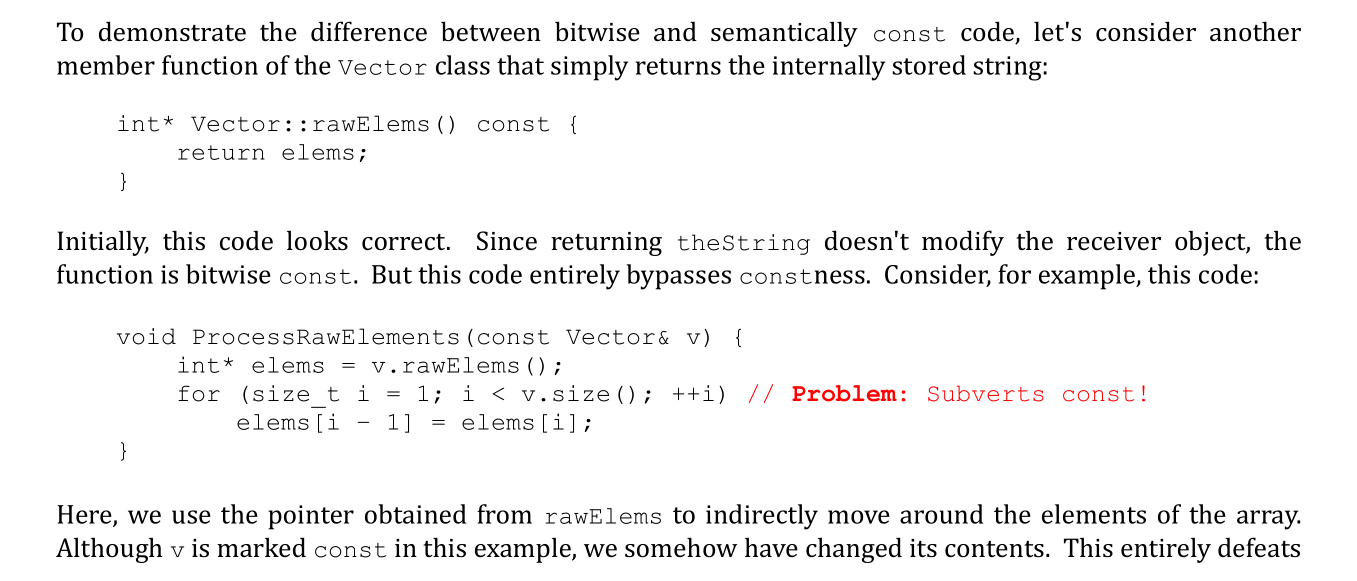 To demonstrate the difference between bitwise and semantically const code, let's consider another
member function of the Vector class that simply returns the internally stored string:
int* Vector::rawElems() const {
    return elems;
}
Initially, this code looks correct.  Since returning theString doesn't modify the receiver object, the
function is bitwise const.  But this code entirely bypasses constness.  Consider, for example, this code:
void ProcessRawElements(const Vector& v) {
    int* elems = v.rawElems();
    for (size_t i = 1; i < v.size(); ++i) // Problem: Subverts const!
        elems[i - 1] = elems[i];
}
Here, we use the pointer obtained from rawElems to indirectly move around the elements of the array.
Although v is marked const in this example, we somehow have changed its contents.  This entirely defeats